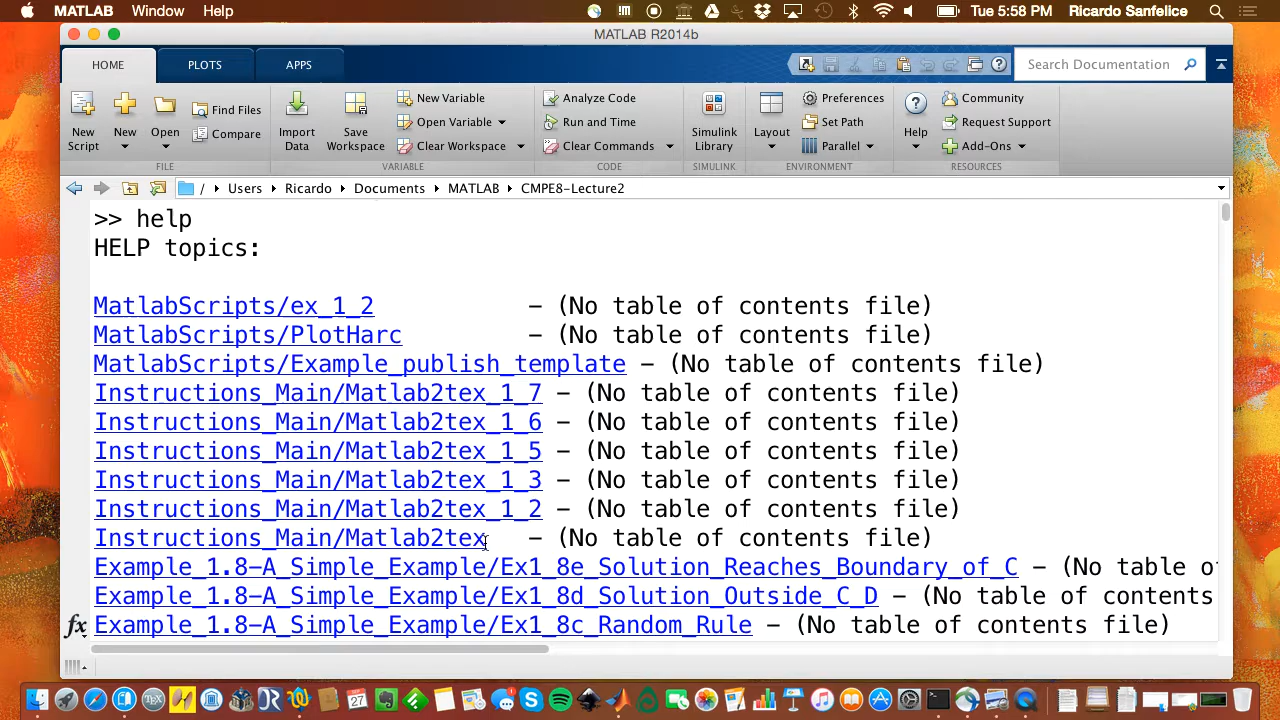 MATLAB Window Help Tue 5:58 PM Ricardo Sanfelice
MATLAB R2014b
HOME PLOTS APPS Search Documentation
New Script
New
Open
Find Files
Compare
FILE
Import Data
Save Workspace
New Variable
Open Variable
Clear Workspace
VARIABLE
Analyze Code
Run and Time
Clear Commands
CODE
Simulink Library
SIMULINK
Layout
Preferences
Set Path
Parallel
ENVIRONMENT
Help
Community
Request Support
Add-Ons
RESOURCES
/ Users Ricardo Documents MATLAB CMPE8-Lecture2
>> help
HELP topics:
MatlabScripts/ex_1_2 - (No table of contents file)
MatlabScripts/PlotHarc - (No table of contents file)
MatlabScripts/Example_publish_template - (No table of contents file)
Instructions_Main/Matlab2tex_1_7 - (No table of contents file)
Instructions_Main/Matlab2tex_1_6 - (No table of contents file)
Instructions_Main/Matlab2tex_1_5 - (No table of contents file)
Instructions_Main/Matlab2tex_1_3 - (No table of contents file)
Instructions_Main/Matlab2tex_1_2 - (No table of contents file)
Instructions_Main/Matlab2tex - (No table of contents file)
Example_1.8-A_Simple_Example/Ex1_8e_Solution_Reaches_Boundary_of_C - (No table of
Example_1.8-A_Simple_Example/Ex1_8d_Solution_Outside_C_D - (No table of contents
fx Example_1.8-A_Simple_Example/Ex1_8c_Random_Rule - (No table of contents file)